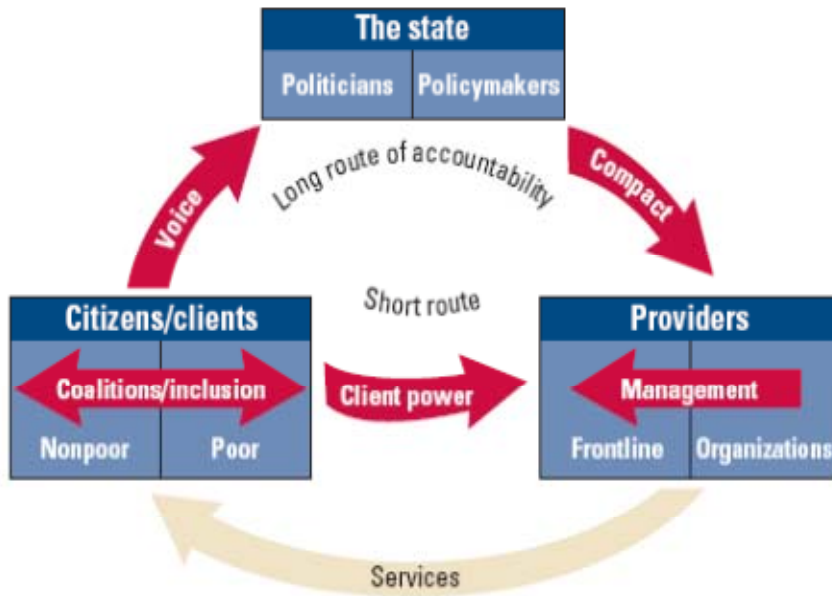 The state
Politicians
Policymakers
Long route of accountability
Voice
Compact
Short route
Citizens/clients
Providers
Coalitions/inclusion
Client power
Management
Nonpoor
Poor
Frontline
Organizations
Services